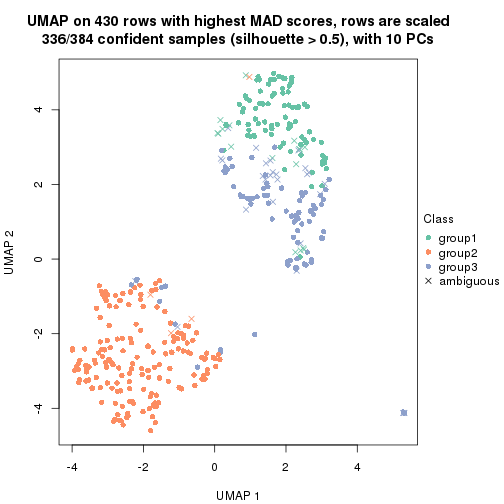 UMAP on 430 rows with highest MAD scores, rows are scaled
336/384 confident samples (silhouette > 0.5), with 10 PCs
4
2
0
-2
-4
UMAP 2
-4
-2
0
2
4
UMAP 1
Class
group1
group2
group3
ambiguous